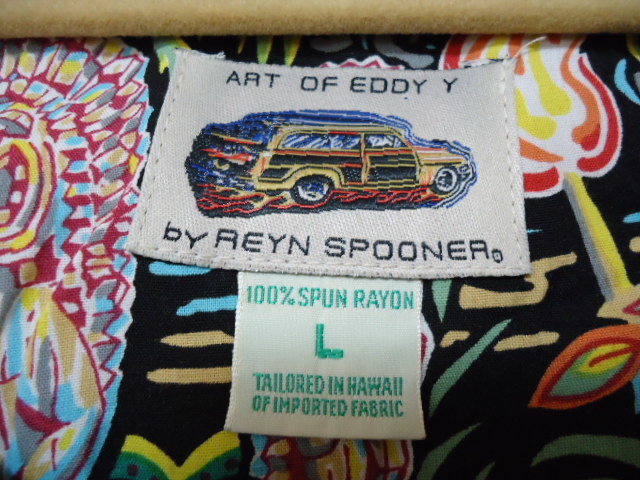 ART OF EDDY Y
by REYN SPOONER®
100% SPUN RAYON
L
TAILORED IN HAWAII
OF IMPORTED FABRIC